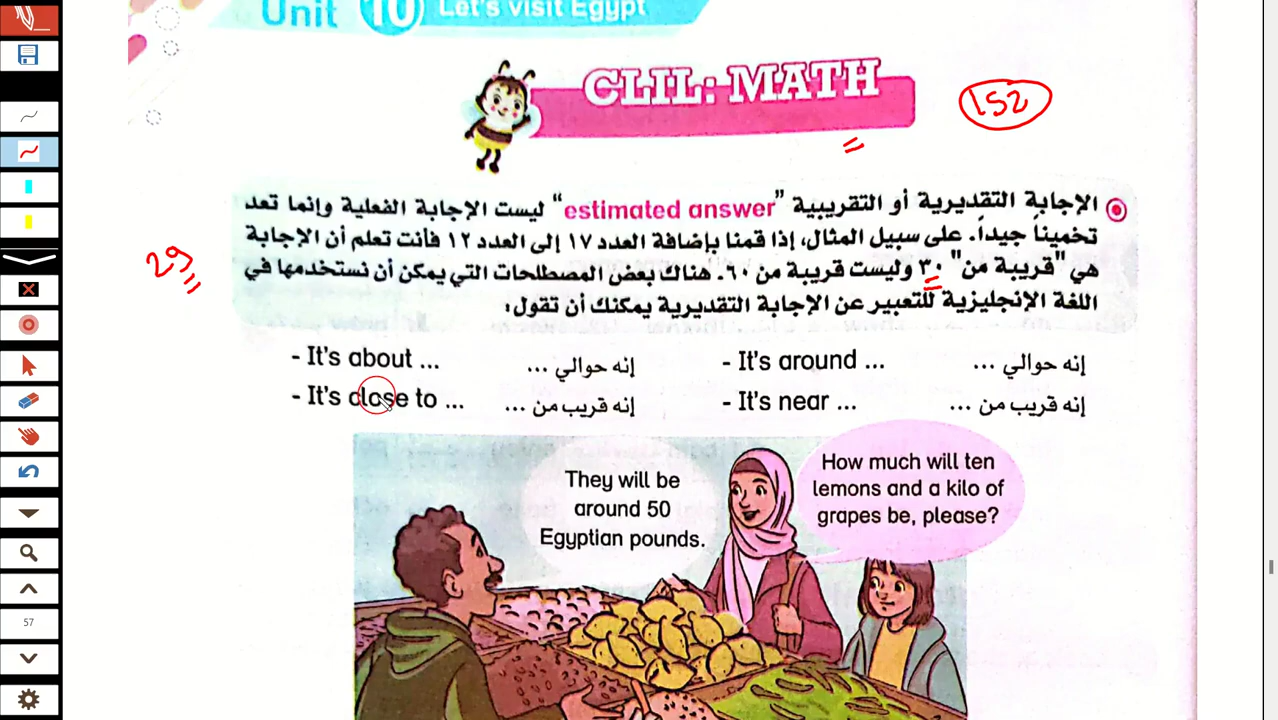 Unit 10 Let's visit Egypt
CLIL: MATH
152
الإجابة التقديرية أو التقريبية "estimated answer" ليست الإجابة الفعلية وإنما تعد
تخميناً جيداً. على سبيل المثال، إذا قمنا بإضافة العدد ١٧ إلى العدد ١٢ فأنت تعلم أن الإجابة
هي "قريبة من" ٣٠ وليست قريبة من ٦٠. هناك بعض المصطلحات التي يمكن أن نستخدمها في
اللغة الإنجليزية للتعبير عن الإجابة التقديرية يمكنك أن تقول:
29
- It's about ... إنه حوالي ...
- It's around ... إنه حوالي ...
- It's close to ... إنه قريب من ...
- It's near ... إنه قريب من ...
How much will ten
lemons and a kilo of
grapes be, please?
They will be
around 50
Egyptian pounds.
57